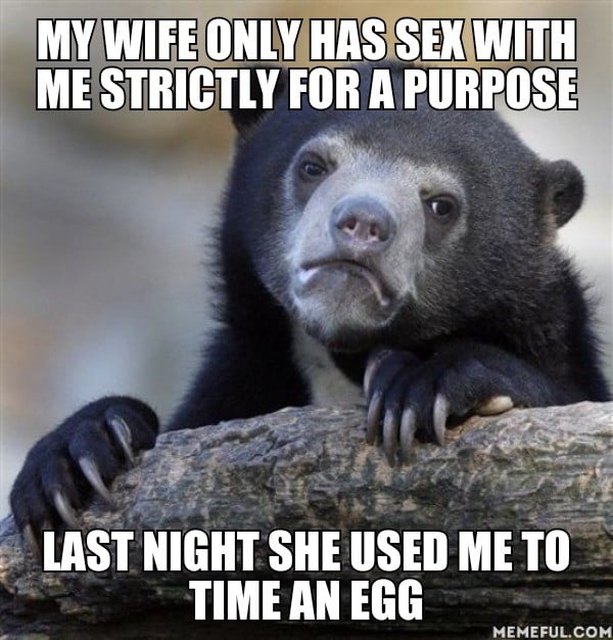 MY WIFE ONLY HAS SEX WITH
ME STRICTLY FOR A PURPOSE
LAST NIGHT SHE USED ME TO
TIME AN EGG
MEMEFUL.COM